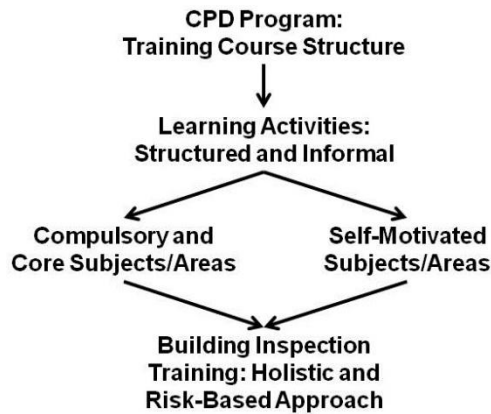 CPD Program:
Training Course Structure
Learning Activities:
Structured and Informal
Compulsory and
Core Subjects/Areas
Self-Motivated
Subjects/Areas
Building Inspection
Training: Holistic and
Risk-Based Approach